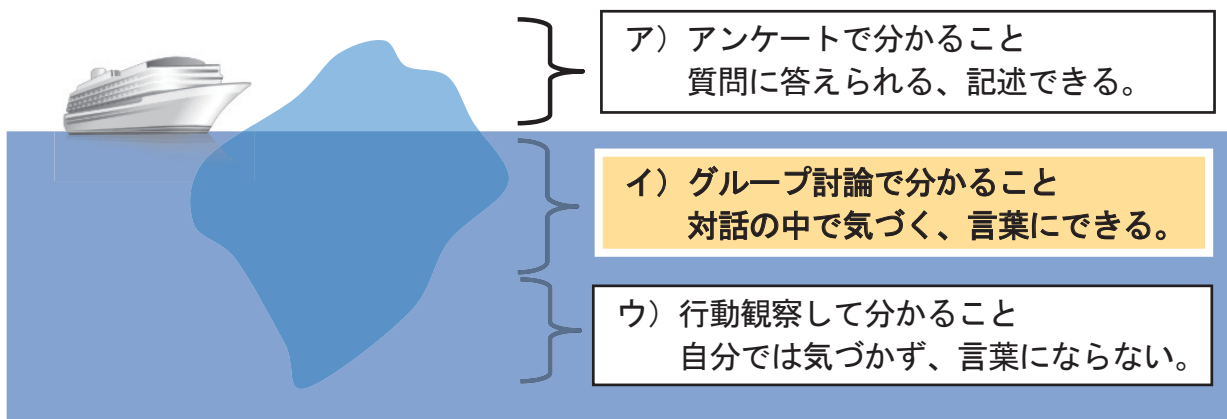 ア）アンケートで分かること
質問に答えられる、記述できる。
イ）グループ討論で分かること
対話の中で気づく、言葉にできる。
ウ）行動観察して分かること
自分では気づかず、言葉にならない。